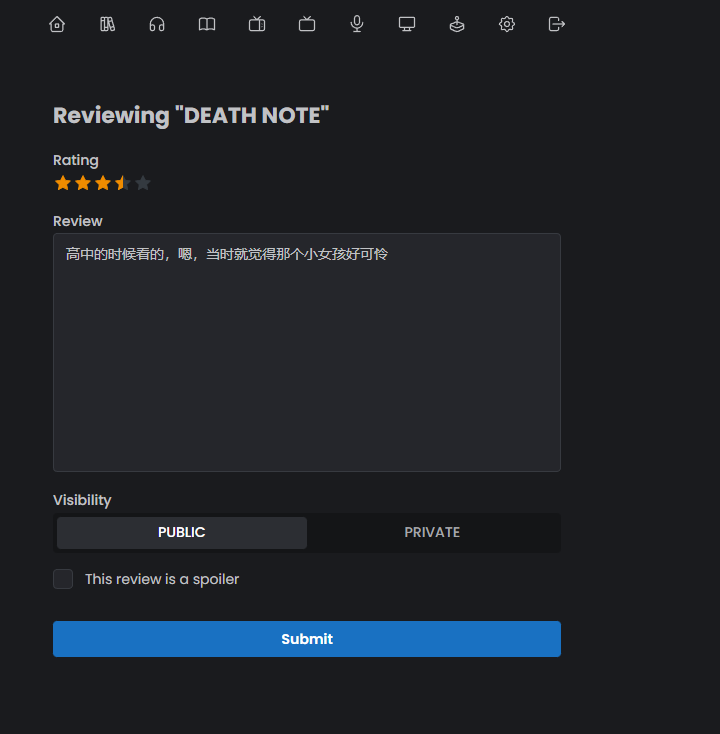 Reviewing "DEATH NOTE"
Rating
Review
高中的时候看的，嗯，当时就觉得那个小女孩好可怜
Visibility
PUBLIC
PRIVATE
This review is a spoiler
Submit